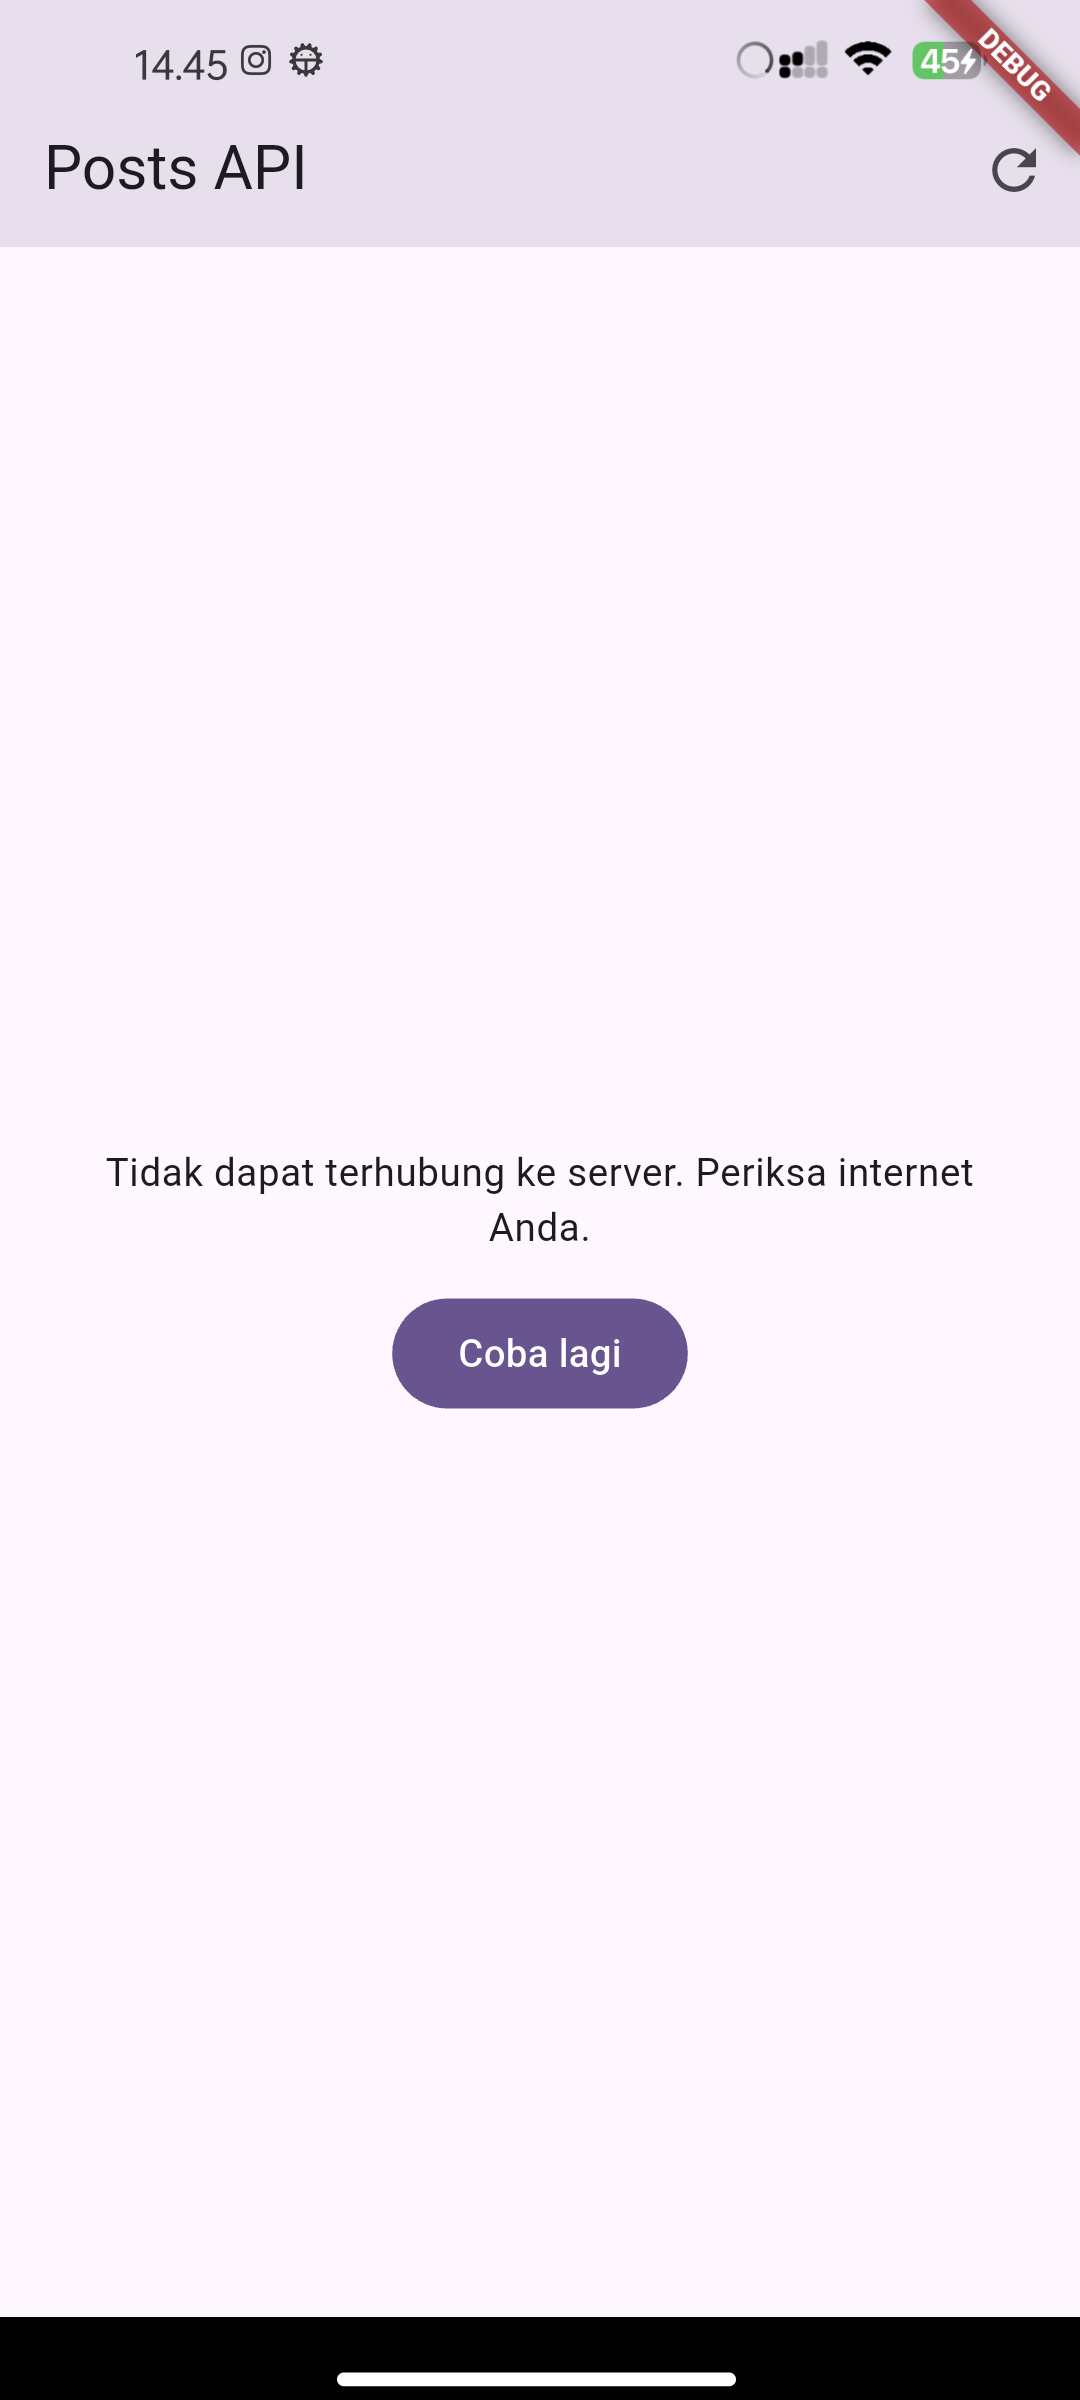 14.45
45
DEBUG
Posts API
Tidak dapat terhubung ke server. Periksa internet
Anda.
Coba lagi